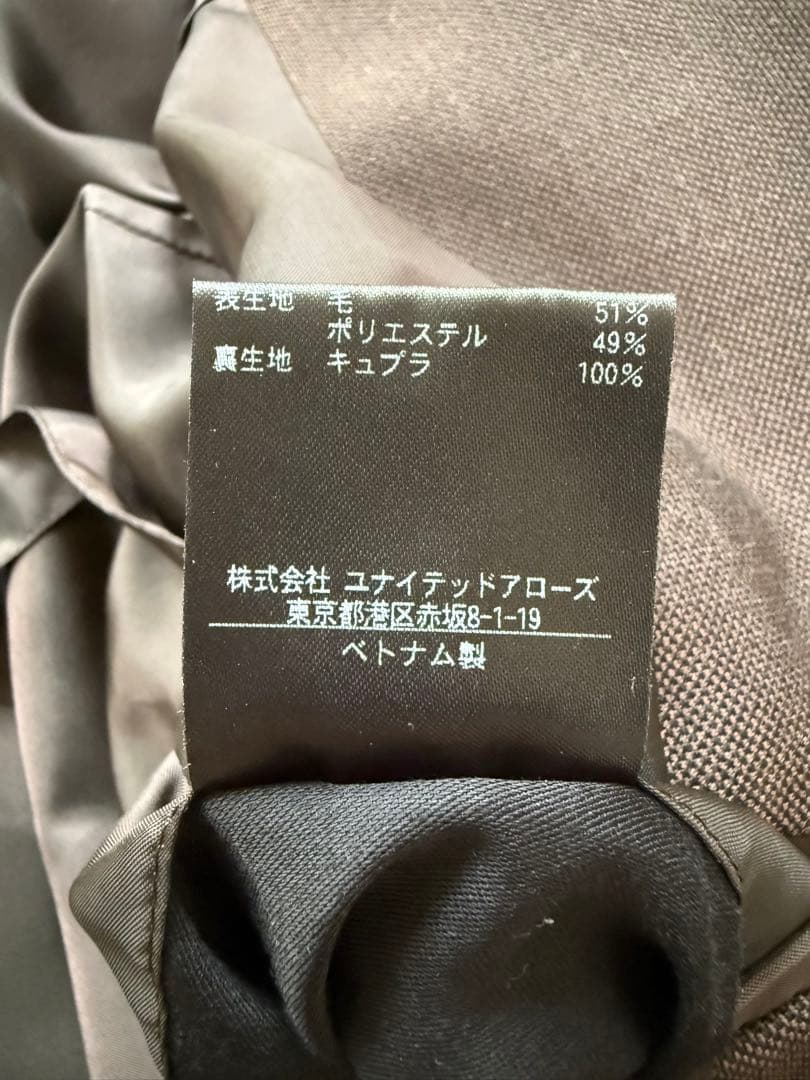 表生地 毛 51%
ポリエステル 49%
裏生地 キュプラ 100%
株式会社 ユナイテッドアローズ
東京都港区赤坂8-1-19
ベトナム製